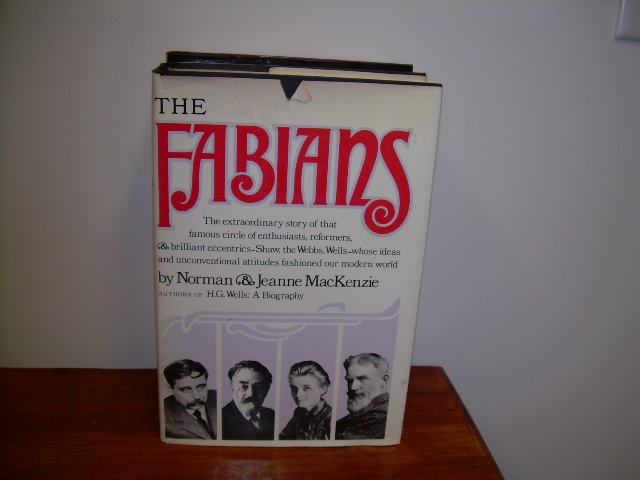 THE
FABIANS
The extraordinary story of that
famous circle of enthusiasts, reformers,
& brilliant eccentrics-Shaw, the Webbs, Wells-whose ideas
and unconventional attitudes fashioned our modern world
by Norman & Jeanne MacKenzie
AUTHORS OF H.G. Wells: A Biography